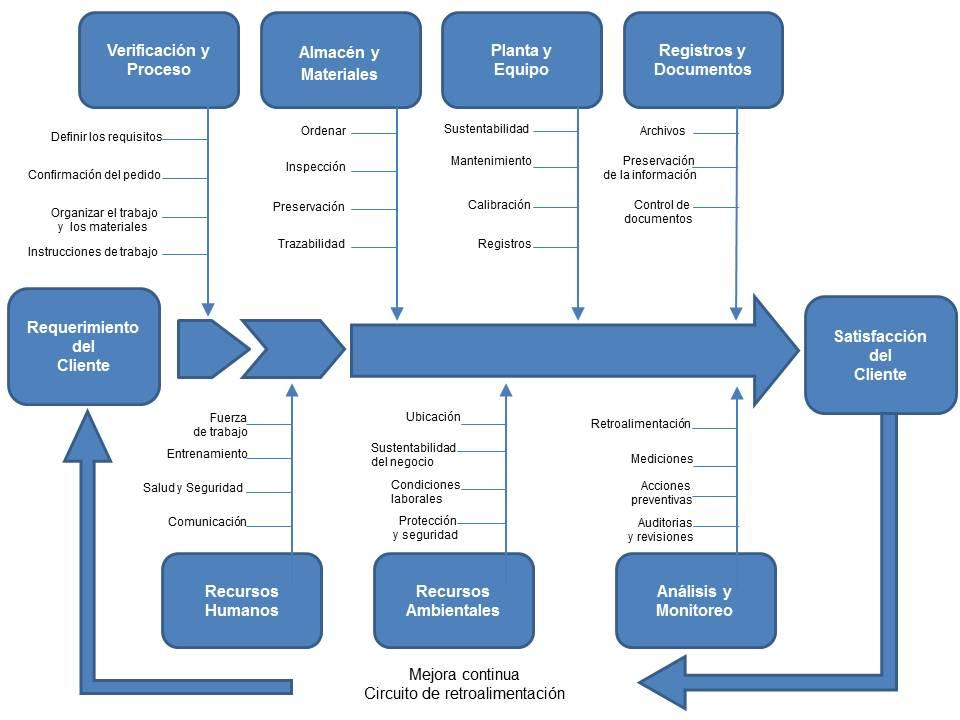 Verificación y
Proceso
Almacén y
Materiales
Planta y
Equipo
Registros y
Documentos
Definir los requisitos
Confirmación del pedido
Organizar el trabajo
y los materiales
Instrucciones de trabajo
Ordenar
Inspección
Preservación
Trazabilidad
Sustentabilidad
Mantenimiento
Calibración
Registros
Archivos
Preservación
de la información
Control de
documentos
Requerimiento
del
Cliente
Satisfacción
del
Cliente
Fuerza
de trabajo
Entrenamiento
Salud y Seguridad
Comunicación
Ubicación
Sustentabilidad
del negocio
Condiciones
laborales
Protección
y seguridad
Retroalimentación
Mediciones
Acciones
preventivas
Auditorias
y revisiones
Recursos
Humanos
Recursos
Ambientales
Análisis y
Monitoreo
Mejora continua
Circuito de retroalimentación